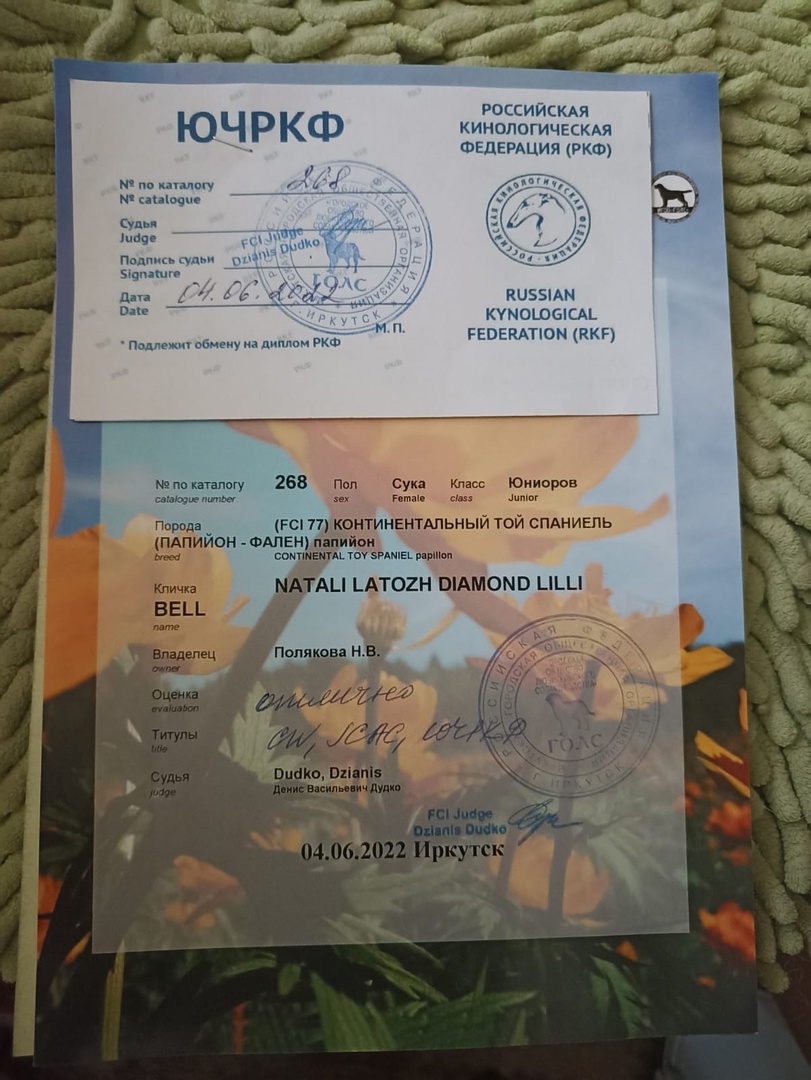 ЮЧРКФ
РОССИЙСКАЯ
КИНОЛОГИЧЕСКАЯ
ФЕДЕРАЦИЯ (РКФ)
№ по каталогу 268
№ catalogue
Судья
Judge
FCI Judge
Dzianis Dudko
Подпись судьи
Signature
Дата 04.06.2022
Date
ГОЛС
Г. ИРКУТСК
М.П.
* Подлежит обмену на диплом РКФ
РОССИЙСКАЯ КИНОЛОГИЧЕСКАЯ ФЕДЕРАЦИЯ
RUSSIAN
KYNOLOGICAL
FEDERATION (RKF)
№ по каталогу 268 Пол Сука Класс Юниоров
catalogue number sex Female class Junior
Порода (FCI 77) КОНТИНЕНТАЛЬНЫЙ ТОЙ СПАНИЕЛЬ
(ПАПИЙОН - ФАЛЕН) папийон
breed CONTINENTAL TOY SPANIEL papillon
Кличка NATALI LATOZH DIAMOND LILLI
BELL
name
Владелец Полякова Н.В.
owner
Оценка отлично
evaluation
Титулы CW, JCAC, ЮЧРКФ
title
Судья Dudko, Dzianis
judge Денис Васильевич Дудко
ГОЛС
Г. ИРКУТСК
FCI Judge
Dzianis Dudko
04.06.2022 Иркутск